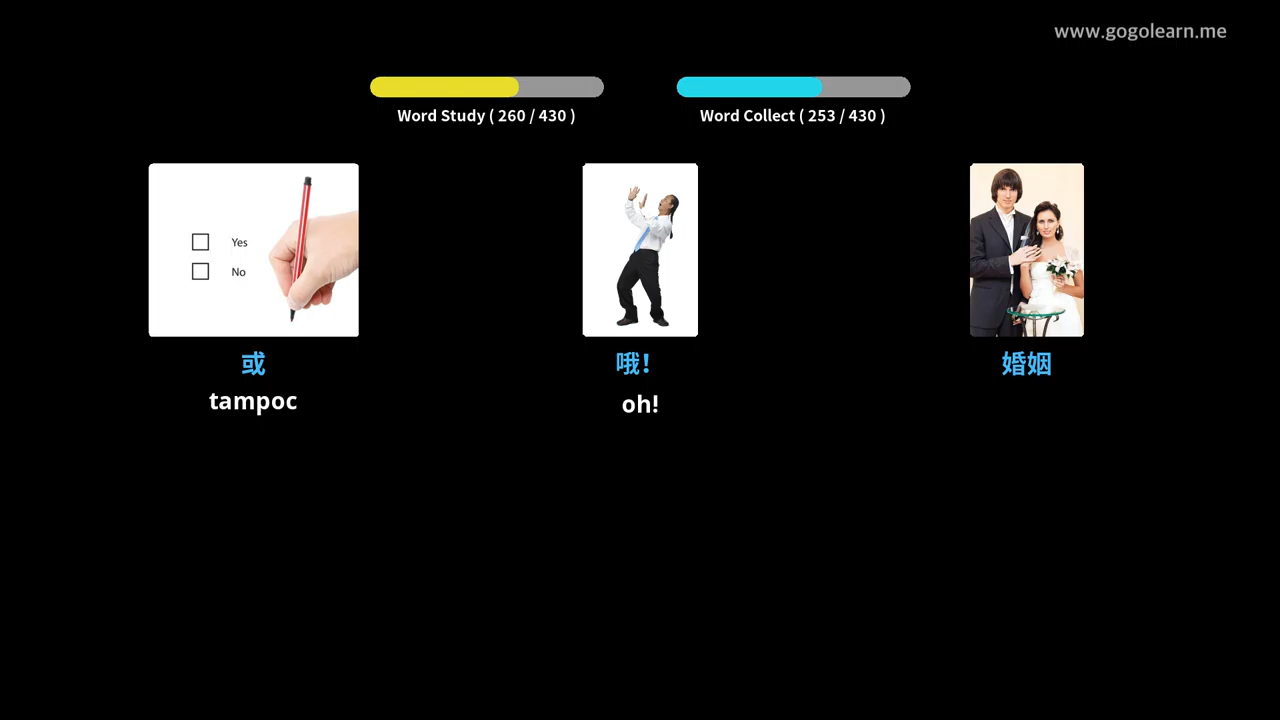 www.gogolearn.me
Word Study ( 260 / 430 )
Word Collect ( 253 / 430 )
Yes
No
或
哦!
婚姻
tampoc
oh!